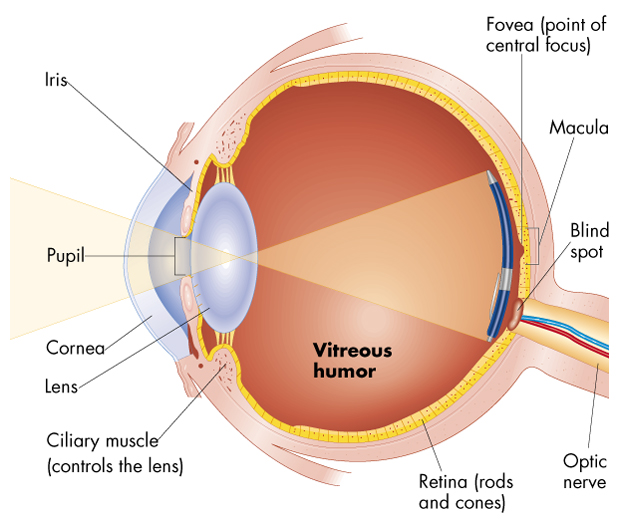 Fovea (point of
central focus)
Iris
Macula
Blind
spot
Pupil
Cornea
Vitreous
humor
Lens
Ciliary muscle
(controls the lens)
Optic
nerve
Retina (rods
and cones)